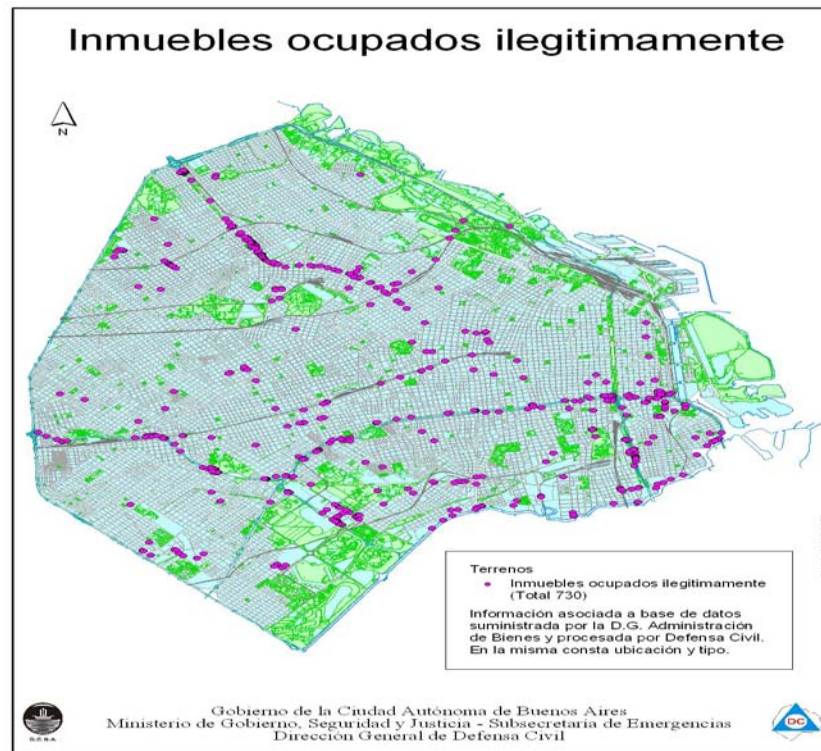 Inmuebles ocupados ilegitimamente
N
Terrenos
Inmuebles ocupados ilegitimamente
(Total 730)
Información asociada a base de datos
suministrada por la D.G. Administración
de Bienes y procesada por Defensa Civil.
En la misma consta ubicación y tipo.
Gobierno de la Ciudad Autónoma de Buenos Aires
Ministerio de Gobierno, Seguridad y Justicia - Subsecretaría de Emergencias
Dirección General de Defensa Civil
DC